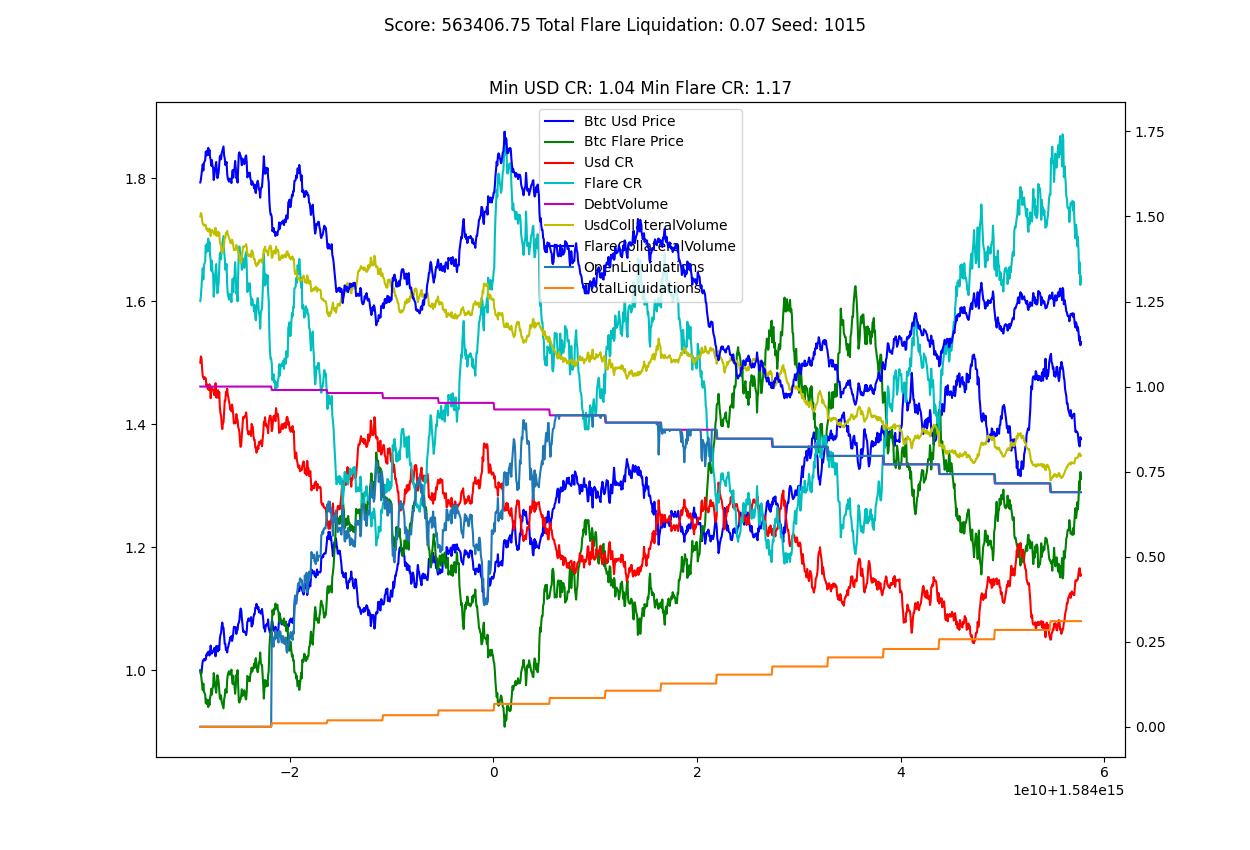 Score: 563406.75 Total Flare Liquidation: 0.07 Seed: 1015
Min USD CR: 1.04 Min Flare CR: 1.17
Btc Usd Price
Btc Flare Price
Usd CR
Flare CR
DebtVolume
UsdCollateralVolume
FlareCollateralVolume
OpenLiquidations
TotalLiquidations
1.8
1.6
1.4
1.2
1.0
1.75
1.50
1.25
1.00
0.75
0.50
0.25
0.00
−2
0
2
4
6
1e10+1.584e15